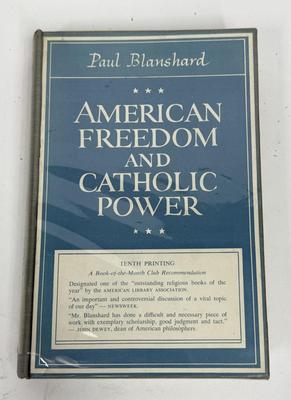 Paul Blanshard
★ ★ ★
AMERICAN
FREEDOM
AND
CATHOLIC
POWER
★ ★ ★
TENTH PRINTING
A Book-of-the-Month Club Recommendation
Designated one of the "outstanding religious books of the
year" by the AMERICAN LIBRARY ASSOCIATION.
"An important and controversial discussion of a vital topic
of our day" — NEWSWEEK.
"Mr. Blanshard has done a difficult and necessary piece of
work with exemplary scholarship, good judgment and tact."
— JOHN DEWEY, dean of American philosophers.